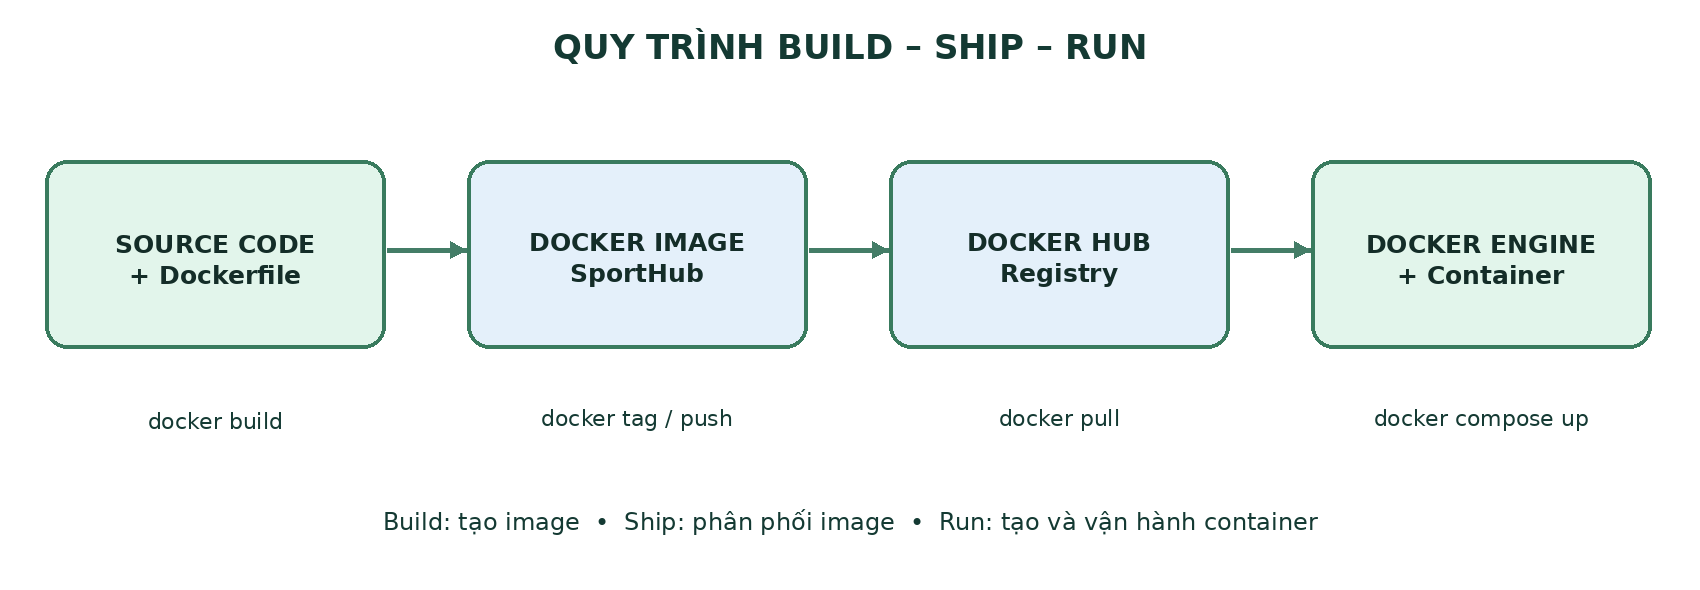 QUY TRÌNH BUILD – SHIP – RUN
SOURCE CODE
+ Dockerfile
DOCKER IMAGE
SportHub
DOCKER HUB
Registry
DOCKER ENGINE
+ Container
docker build
docker tag / push
docker pull
docker compose up
Build: tạo image • Ship: phân phối image • Run: tạo và vận hành container